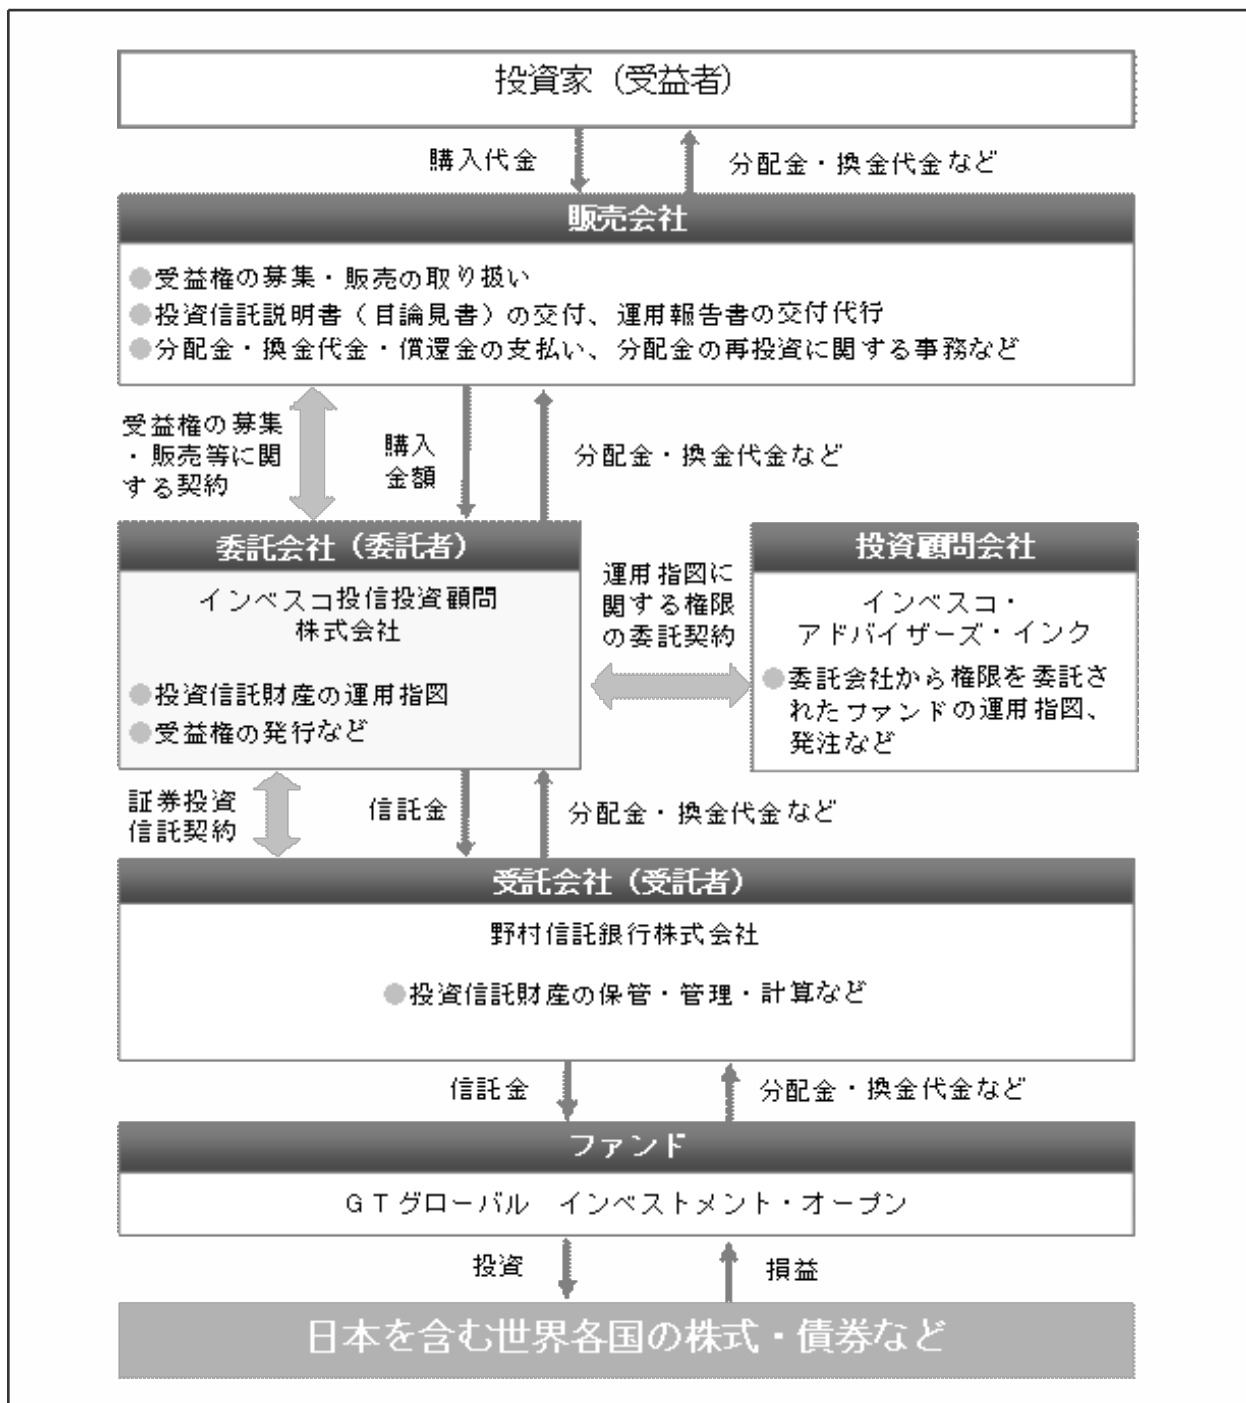 投資家（受益者）
購入代金
分配金・換金代金など
販売会社
●受益権の募集・販売の取り扱い
●投資信託説明書（目論見書）の交付、運用報告書の交付代行
●分配金・換金代金・償還金の支払い、分配金の再投資に関する事務など
受益権の募集
・販売等に関
する契約
購入
金額
分配金・換金代金など
委託会社（委託者）
インベスコ投信投資顧問
株式会社
●投資信託財産の運用指図
●受益権の発行など
運用指図に
関する権限
の委託契約
投資顧問会社
インベスコ・
アドバイザーズ・インク
●委託会社から権限を委託さ
れたファンドの運用指図、
発注など
証券投資
信託契約
信託金
分配金・換金代金など
受託会社（受託者）
野村信託銀行株式会社
●投資信託財産の保管・管理・計算など
信託金
分配金・換金代金など
ファンド
ＧＴグローバル　インベストメント・オープン
投資
損益
日本を含む世界各国の株式・債券など